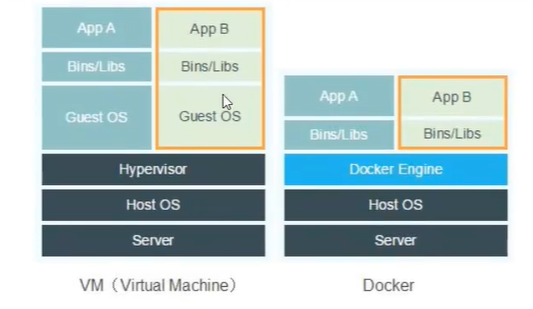 App A
App B
Bins/Libs
Bins/Libs
Guest OS
Guest OS
Hypervisor
Host OS
Server
VM（Virtual Machine）
App A
App B
Bins/Libs
Bins/Libs
Docker Engine
Host OS
Server
Docker